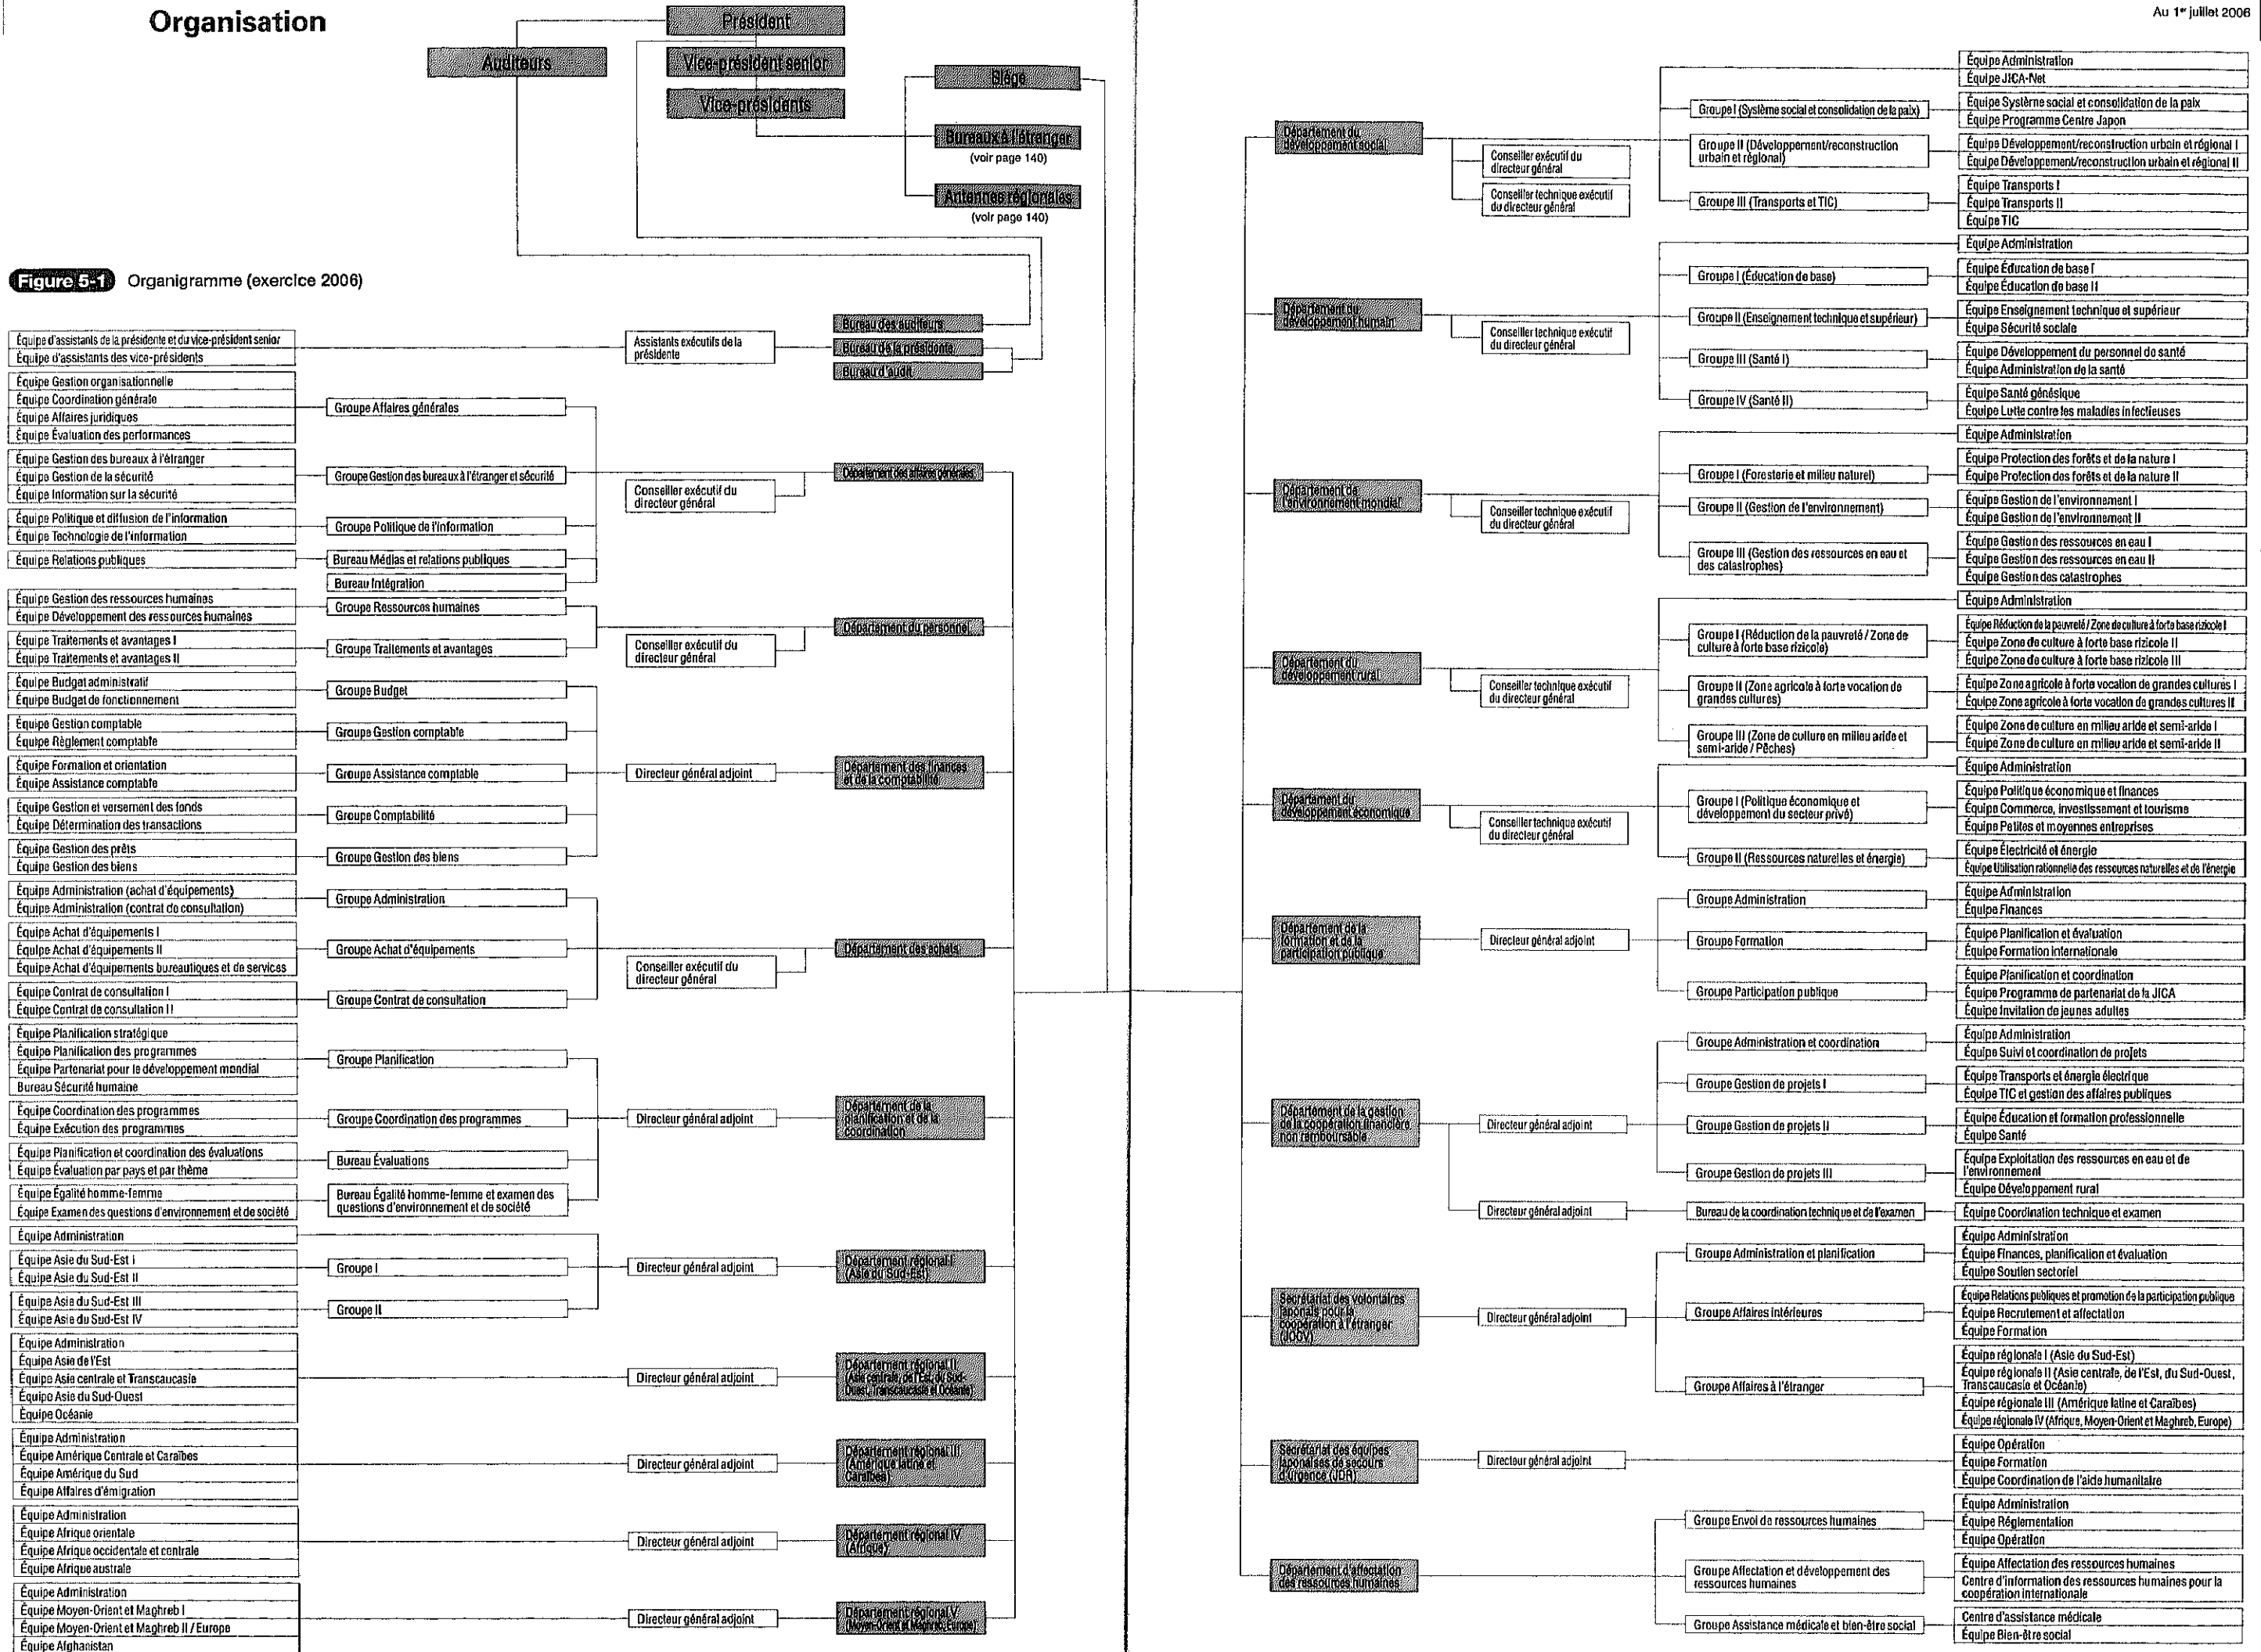 Organisation
Président
Auditeurs
Vice-président senior
Vice-présidents
Siège
Bureaux à l'étranger
(voir page 140)
Antennes régionales
(voir page 140)
Figure 5-1 Organigramme (exercice 2006)
Bureau des auditeurs
Équipe d'assistants de la présidente et du vice-président senior
Équipe d'assistants des vice-présidents
Assistants exécutifs de la
présidente
Bureau de la présidente
Bureau d'audit
Équipe Gestion organisationnelle
Équipe Coordination générale
Équipe Affaires juridiques
Équipe Évaluation des performances
Groupe Affaires générales
Équipe Gestion des bureaux à l'étranger
Équipe Gestion de la sécurité
Équipe Information sur la sécurité
Groupe Gestion des bureaux à l'étranger et sécurité
Conseiller exécutif du
directeur général
Département des affaires générales
Équipe Politique et diffusion de l'information
Équipe Technologie de l'information
Groupe Politique de l'information
Équipe Relations publiques
Bureau Médias et relations publiques
Bureau Intégration
Équipe Gestion des ressources humaines
Équipe Développement des ressources humaines
Groupe Ressources humaines
Équipe Traitements et avantages I
Équipe Traitements et avantages II
Groupe Traitements et avantages
Conseiller exécutif du
directeur général
Département du personnel
Équipe Budget administratif
Équipe Budget de fonctionnement
Groupe Budget
Équipe Gestion comptable
Équipe Règlement comptable
Groupe Gestion comptable
Équipe Formation et orientation
Équipe Assistance comptable
Groupe Assistance comptable
Directeur général adjoint
Département des finances
et de la comptabilité
Équipe Gestion et versement des fonds
Équipe Détermination des transactions
Groupe Comptabilité
Équipe Gestion des prêts
Équipe Gestion des biens
Groupe Gestion des biens
Équipe Administration (achat d'équipements)
Équipe Administration (contrat de consultation)
Groupe Administration
Équipe Achat d'équipements I
Équipe Achat d'équipements II
Équipe Achat d'équipements bureautiques et de services
Groupe Achat d'équipements
Conseiller exécutif du
directeur général
Département des achats
Équipe Contrat de consultation I
Équipe Contrat de consultation II
Groupe Contrat de consultation
Équipe Planification stratégique
Équipe Planification des programmes
Équipe Partenariat pour le développement mondial
Bureau Sécurité humaine
Groupe Planification
Équipe Coordination des programmes
Équipe Exécution des programmes
Groupe Coordination des programmes
Directeur général adjoint
Département de la
planification et de la
coordination
Équipe Planification et coordination des évaluations
Équipe Évaluation par pays et par thème
Bureau Évaluations
Équipe Égalité homme-femme
Équipe Examen des questions d'environnement et de société
Bureau Égalité homme-femme et examen des
questions d'environnement et de société
Équipe Administration
Équipe Asie du Sud-Est I
Équipe Asie du Sud-Est II
Groupe I
Directeur général adjoint
Département régional I
(Asie du Sud-Est)
Équipe Asie du Sud-Est III
Équipe Asie du Sud-Est IV
Groupe II
Équipe Administration
Équipe Asie de l'Est
Équipe Asie centrale et Transcaucasie
Équipe Asie du Sud-Ouest
Équipe Océanie
Directeur général adjoint
Département régional II
(Asie centrale, de l'Est, du Sud-
Ouest, Transcaucasie et Océanie)
Équipe Administration
Équipe Amérique Centrale et Caraïbes
Équipe Amérique du Sud
Équipe Affaires d'émigration
Directeur général adjoint
Département régional III
(Amérique latine et
Caraïbes)
Équipe Administration
Équipe Afrique orientale
Équipe Afrique occidentale et centrale
Équipe Afrique australe
Directeur général adjoint
Département régional IV
(Afrique)
Équipe Administration
Équipe Moyen-Orient et Maghreb I
Équipe Moyen-Orient et Maghreb II / Europe
Équipe Afghanistan
Directeur général adjoint
Département régional V
(Moyen-Orient et Maghreb, Europe)
Au 1er juillet 2006
Département du
développement social
Conseiller exécutif du
directeur général
Conseiller technique exécutif
du directeur général
Équipe Administration
Équipe JICA-Net
Groupe I (Système social et consolidation de la paix)
Équipe Système social et consolidation de la paix
Équipe Programme Centre Japon
Groupe II (Développement/reconstruction
urbain et régional)
Équipe Développement/reconstruction urbain et régional I
Équipe Développement/reconstruction urbain et régional II
Groupe III (Transports et TIC)
Équipe Transports I
Équipe Transports II
Équipe TIC
Département du
développement humain
Conseiller technique exécutif
du directeur général
Équipe Administration
Groupe I (Éducation de base)
Équipe Éducation de base I
Équipe Éducation de base II
Groupe II (Enseignement technique et supérieur)
Équipe Enseignement technique et supérieur
Équipe Sécurité sociale
Groupe III (Santé I)
Équipe Développement du personnel de santé
Équipe Administration de la santé
Groupe IV (Santé II)
Équipe Santé génésique
Équipe Lutte contre les maladies infectieuses
Département de
l'environnement mondial
Conseiller technique exécutif
du directeur général
Équipe Administration
Groupe I (Foresterie et milieu naturel)
Équipe Protection des forêts et de la nature I
Équipe Protection des forêts et de la nature II
Groupe II (Gestion de l'environnement)
Équipe Gestion de l'environnement I
Équipe Gestion de l'environnement II
Groupe III (Gestion des ressources en eau et
des catastrophes)
Équipe Gestion des ressources en eau I
Équipe Gestion des ressources en eau II
Équipe Gestion des catastrophes
Département du
développement rural
Conseiller technique exécutif
du directeur général
Équipe Administration
Groupe I (Réduction de la pauvreté / Zone de
culture à forte base rizicole)
Équipe Réduction de la pauvreté / Zone de culture à forte base rizicole I
Équipe Zone de culture à forte base rizicole II
Équipe Zone de culture à forte base rizicole III
Groupe II (Zone agricole à forte vocation de
grandes cultures)
Équipe Zone agricole à forte vocation de grandes cultures I
Équipe Zone agricole à forte vocation de grandes cultures II
Groupe III (Zone de culture en milieu aride et
semi-aride / Pêches)
Équipe Zone de culture en milieu aride et semi-aride I
Équipe Zone de culture en milieu aride et semi-aride II
Département du
développement économique
Conseiller technique exécutif
du directeur général
Équipe Administration
Groupe I (Politique économique et
développement du secteur privé)
Équipe Politique économique et finances
Équipe Commerce, investissement et tourisme
Équipe Petites et moyennes entreprises
Groupe II (Ressources naturelles et énergie)
Équipe Électricité et énergie
Équipe Utilisation rationnelle des ressources naturelles et de l'énergie
Département de la
formation et de la
participation publique
Directeur général adjoint
Groupe Administration
Équipe Administration
Équipe Finances
Groupe Formation
Équipe Planification et évaluation
Équipe Formation internationale
Groupe Participation publique
Équipe Planification et coordination
Équipe Programme de partenariat de la JICA
Équipe Invitation de jeunes adultes
Département de la gestion
de la coopération financière
non remboursable
Directeur général adjoint
Groupe Administration et coordination
Équipe Administration
Équipe Suivi et coordination de projets
Groupe Gestion de projets I
Équipe Transports et énergie électrique
Équipe TIC et gestion des affaires publiques
Groupe Gestion de projets II
Équipe Éducation et formation professionnelle
Équipe Santé
Groupe Gestion de projets III
Équipe Exploitation des ressources en eau et de
l'environnement
Équipe Développement rural
Directeur général adjoint
Bureau de la coordination technique et de l'examen
Équipe Coordination technique et examen
Secrétariat des volontaires
japonais pour la
coopération à l'étranger
(JOCV)
Directeur général adjoint
Groupe Administration et planification
Équipe Administration
Équipe Finances, planification et évaluation
Équipe Soutien sectoriel
Groupe Affaires intérieures
Équipe Relations publiques et promotion de la participation publique
Équipe Recrutement et affectation
Équipe Formation
Groupe Affaires à l'étranger
Équipe régionale I (Asie du Sud-Est)
Équipe régionale II (Asie centrale, de l'Est, du Sud-Ouest,
Transcaucasie et Océanie)
Équipe régionale III (Amérique latine et Caraïbes)
Équipe régionale IV (Afrique, Moyen-Orient et Maghreb, Europe)
Secrétariat des équipes
japonaises de secours
d'urgence (JDR)
Directeur général adjoint
Équipe Opération
Équipe Formation
Équipe Coordination de l'aide humanitaire
Département d'affectation
des ressources humaines
Groupe Envoi de ressources humaines
Équipe Administration
Équipe Réglementation
Équipe Opération
Groupe Affectation et développement des
ressources humaines
Équipe Affectation des ressources humaines
Centre d'information des ressources humaines pour la
coopération internationale
Groupe Assistance médicale et bien-être social
Centre d'assistance médicale
Équipe Bien-être social